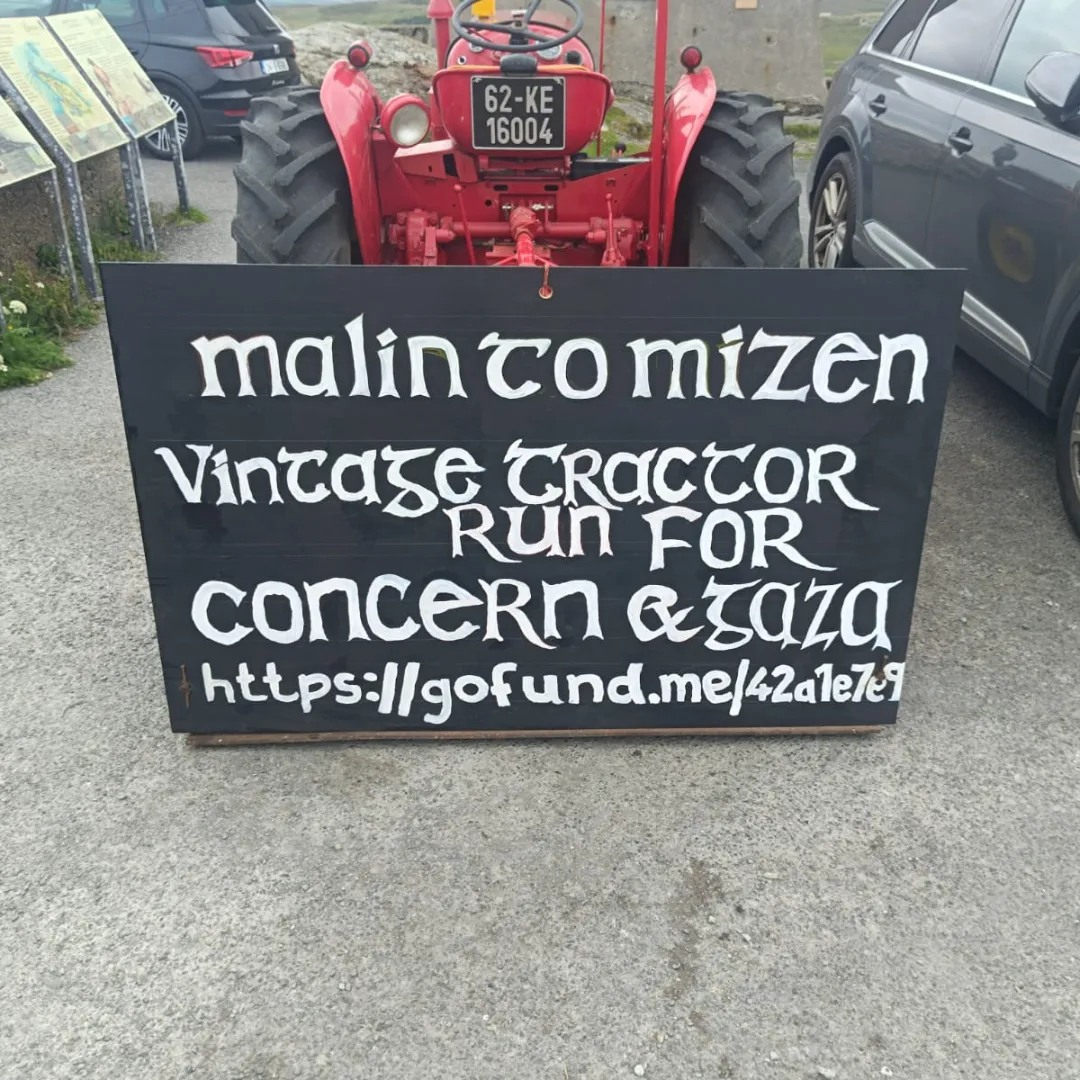 62-KE
16004
malin to mizen
vintage tractor
run for
concern & gaza
https://gofund.me/42a1e7e9